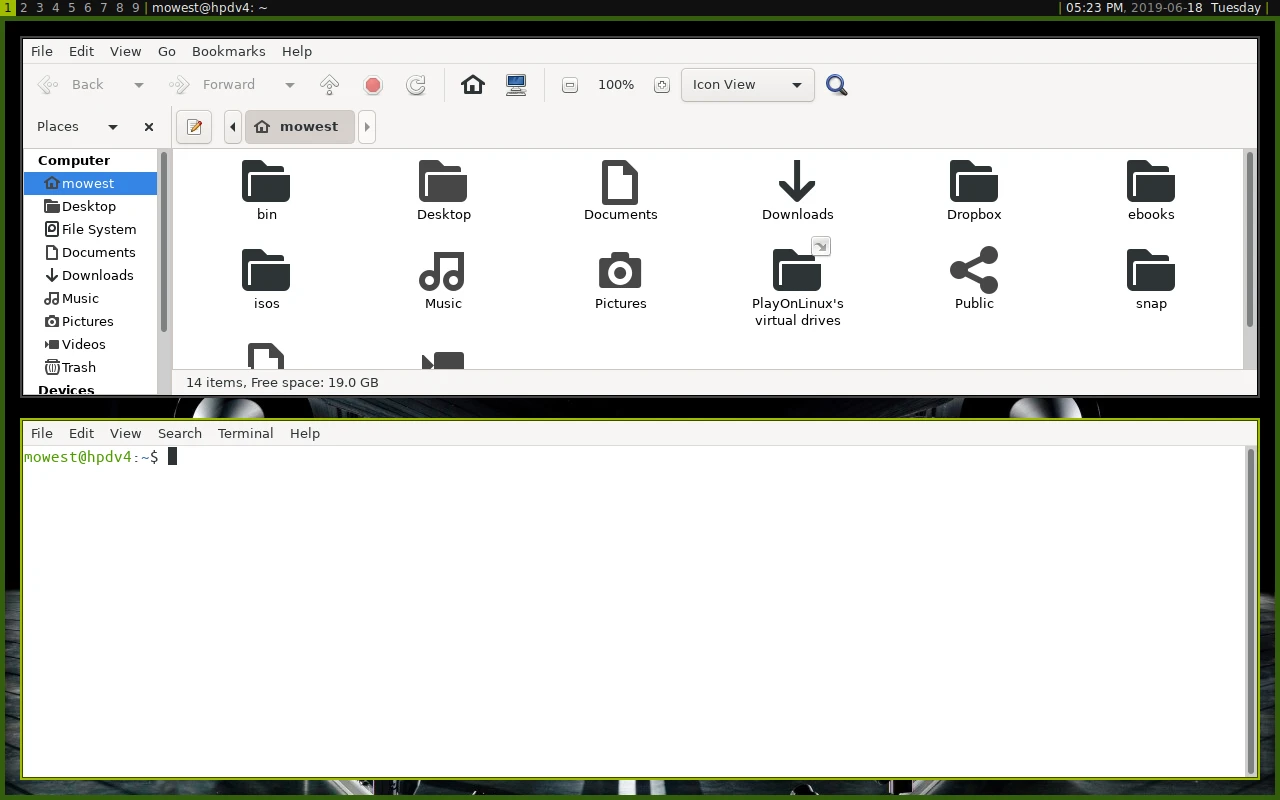 1 2 3 4 5 6 7 8 9 | mowest@hpdv4: ~ | 05:23 PM, 2019-06-18 Tuesday |
File Edit View Go Bookmarks Help
Back Forward 100% Icon View
Places mowest
Computer
mowest
Desktop
File System
Documents
Downloads
Music
Pictures
Videos
Trash
Devices
bin Desktop Documents Downloads Dropbox ebooks
isos Music Pictures PlayOnLinux's Public snap
virtual drives
14 items, Free space: 19.0 GB
File Edit View Search Terminal Help
mowest@hpdv4:~$